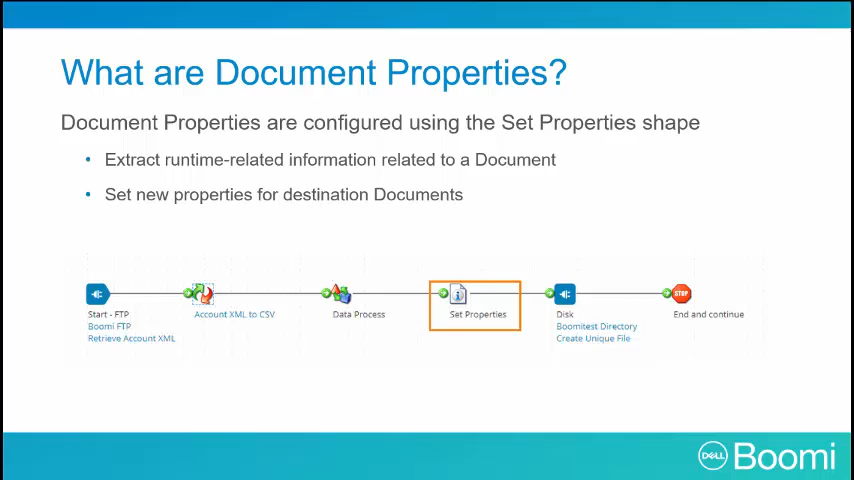 What are Document Properties?
Document Properties are configured using the Set Properties shape
• Extract runtime-related information related to a Document
• Set new properties for destination Documents
Start - FTP
Boomi FTP
Retrieve Account XML
Account XML to CSV
Data Process
Set Properties
Disk
Boomitest Directory
Create Unique File
STOP
End and continue
DELL Boomi